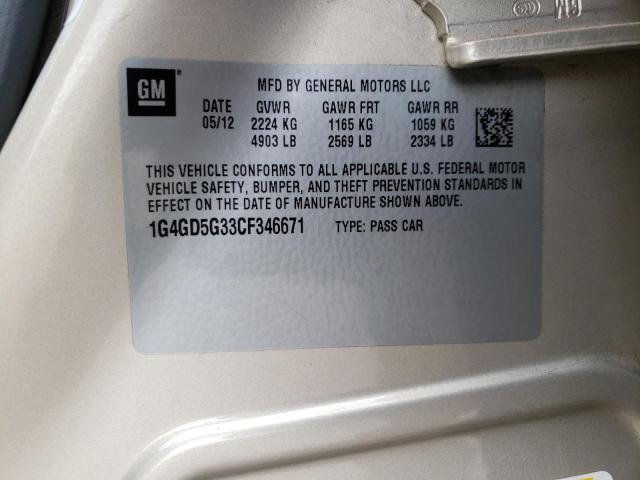 GM
GM
MFD BY GENERAL MOTORS LLC
DATE GVWR GAWR FRT GAWR RR
05/12 2224 KG 1165 KG 1059 KG
4903 LB 2569 LB 2334 LB
THIS VEHICLE CONFORMS TO ALL APPLICABLE U.S. FEDERAL MOTOR
VEHICLE SAFETY, BUMPER, AND THEFT PREVENTION STANDARDS IN
EFFECT ON THE DATE OF MANUFACTURE SHOWN ABOVE.
1G4GD5G33CF346671 TYPE: PASS CAR